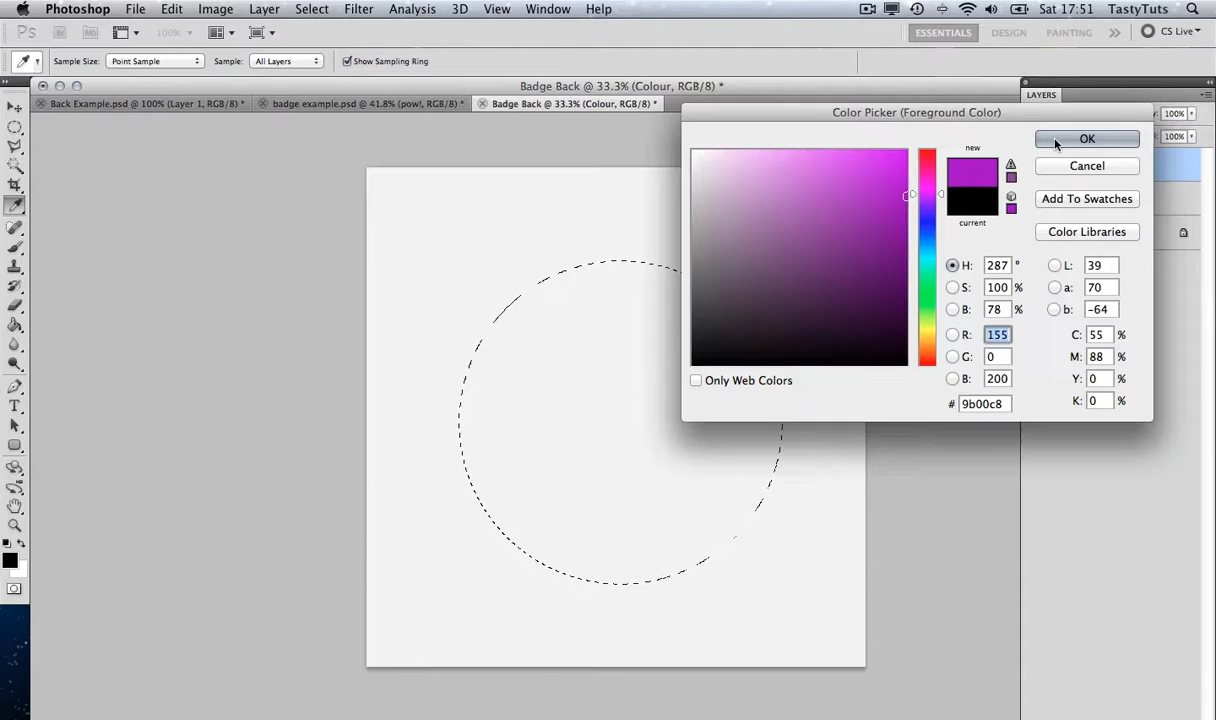 Photoshop File Edit Image Layer Select Filter Analysis 3D View Window Help Sat 17:51 TastyTuts
Ps Br Mb 100% ESSENTIALS DESIGN PAINTING CS Live
Sample Size: Point Sample Sample: All Layers Show Sampling Ring
Badge Back @ 33.3% (Colour, RGB/8) *
Back Example.psd @ 100% (Layer 1, RGB/8) * badge example.psd @ 41.8% (pow!, RGB/8) * Badge Back @ 33.3% (Colour, RGB/8) *
LAYERS
Color Picker (Foreground Color)
y: 100%
l: 100%
new
current
OK
Cancel
Add To Swatches
Color Libraries
H: 287 ° L: 39
S: 100 % a: 70
B: 78 % b: -64
R: 155 C: 55 %
G: 0 M: 88 %
B: 200 Y: 0 %
# 9b00c8 K: 0 %
Only Web Colors
T